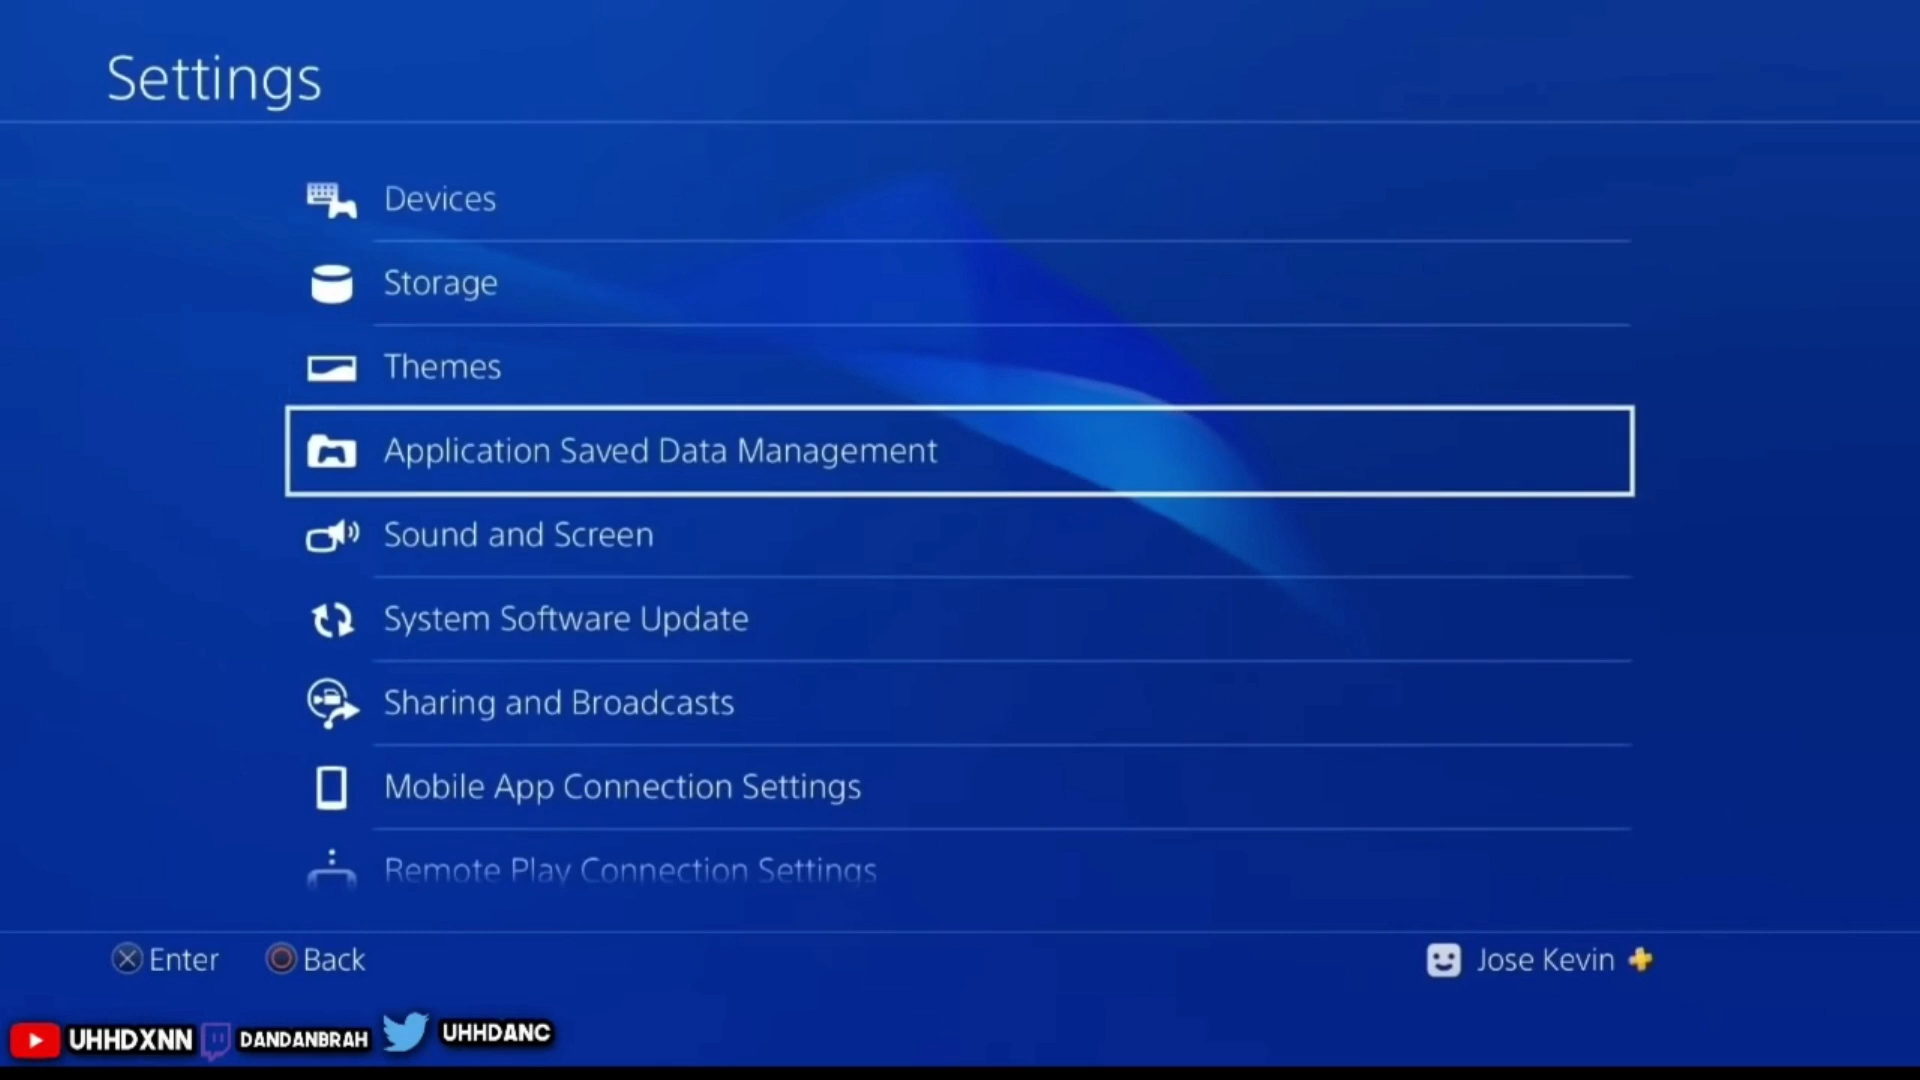 Settings
Devices
Storage
Themes
Application Saved Data Management
Sound and Screen
System Software Update
Sharing and Broadcasts
Mobile App Connection Settings
Remote Play Connection Settings
Enter Back Jose Kevin
UHHDXNN DANDANBRAH UHHDANC